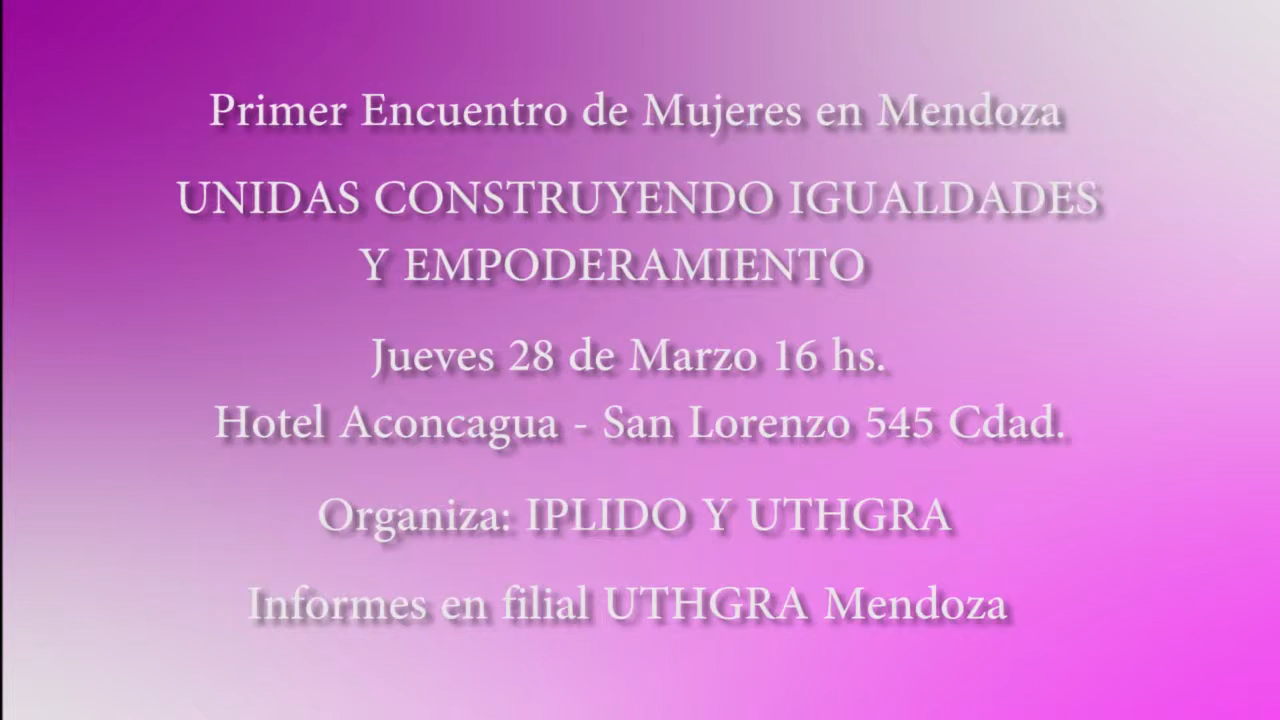 Primer Encuentro de Mujeres en Mendoza
UNIDAS CONSTRUYENDO IGUALDADES
Y EMPODERAMIENTO
Jueves 28 de Marzo 16 hs.
Hotel Aconcagua - San Lorenzo 545 Cdad.
Organiza: IPLIDO Y UTHGRA
Informes en filial UTHGRA Mendoza